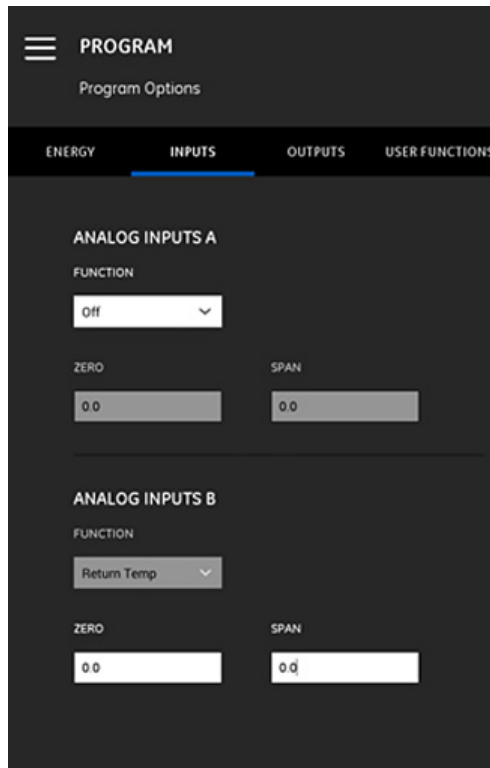 PROGRAM
Program Options
ENERGY INPUTS OUTPUTS USER FUNCTIONS
ANALOG INPUTS A
FUNCTION
Off
ZERO SPAN
0.0 0.0
ANALOG INPUTS B
FUNCTION
Return Temp
ZERO SPAN
0.0 0.0